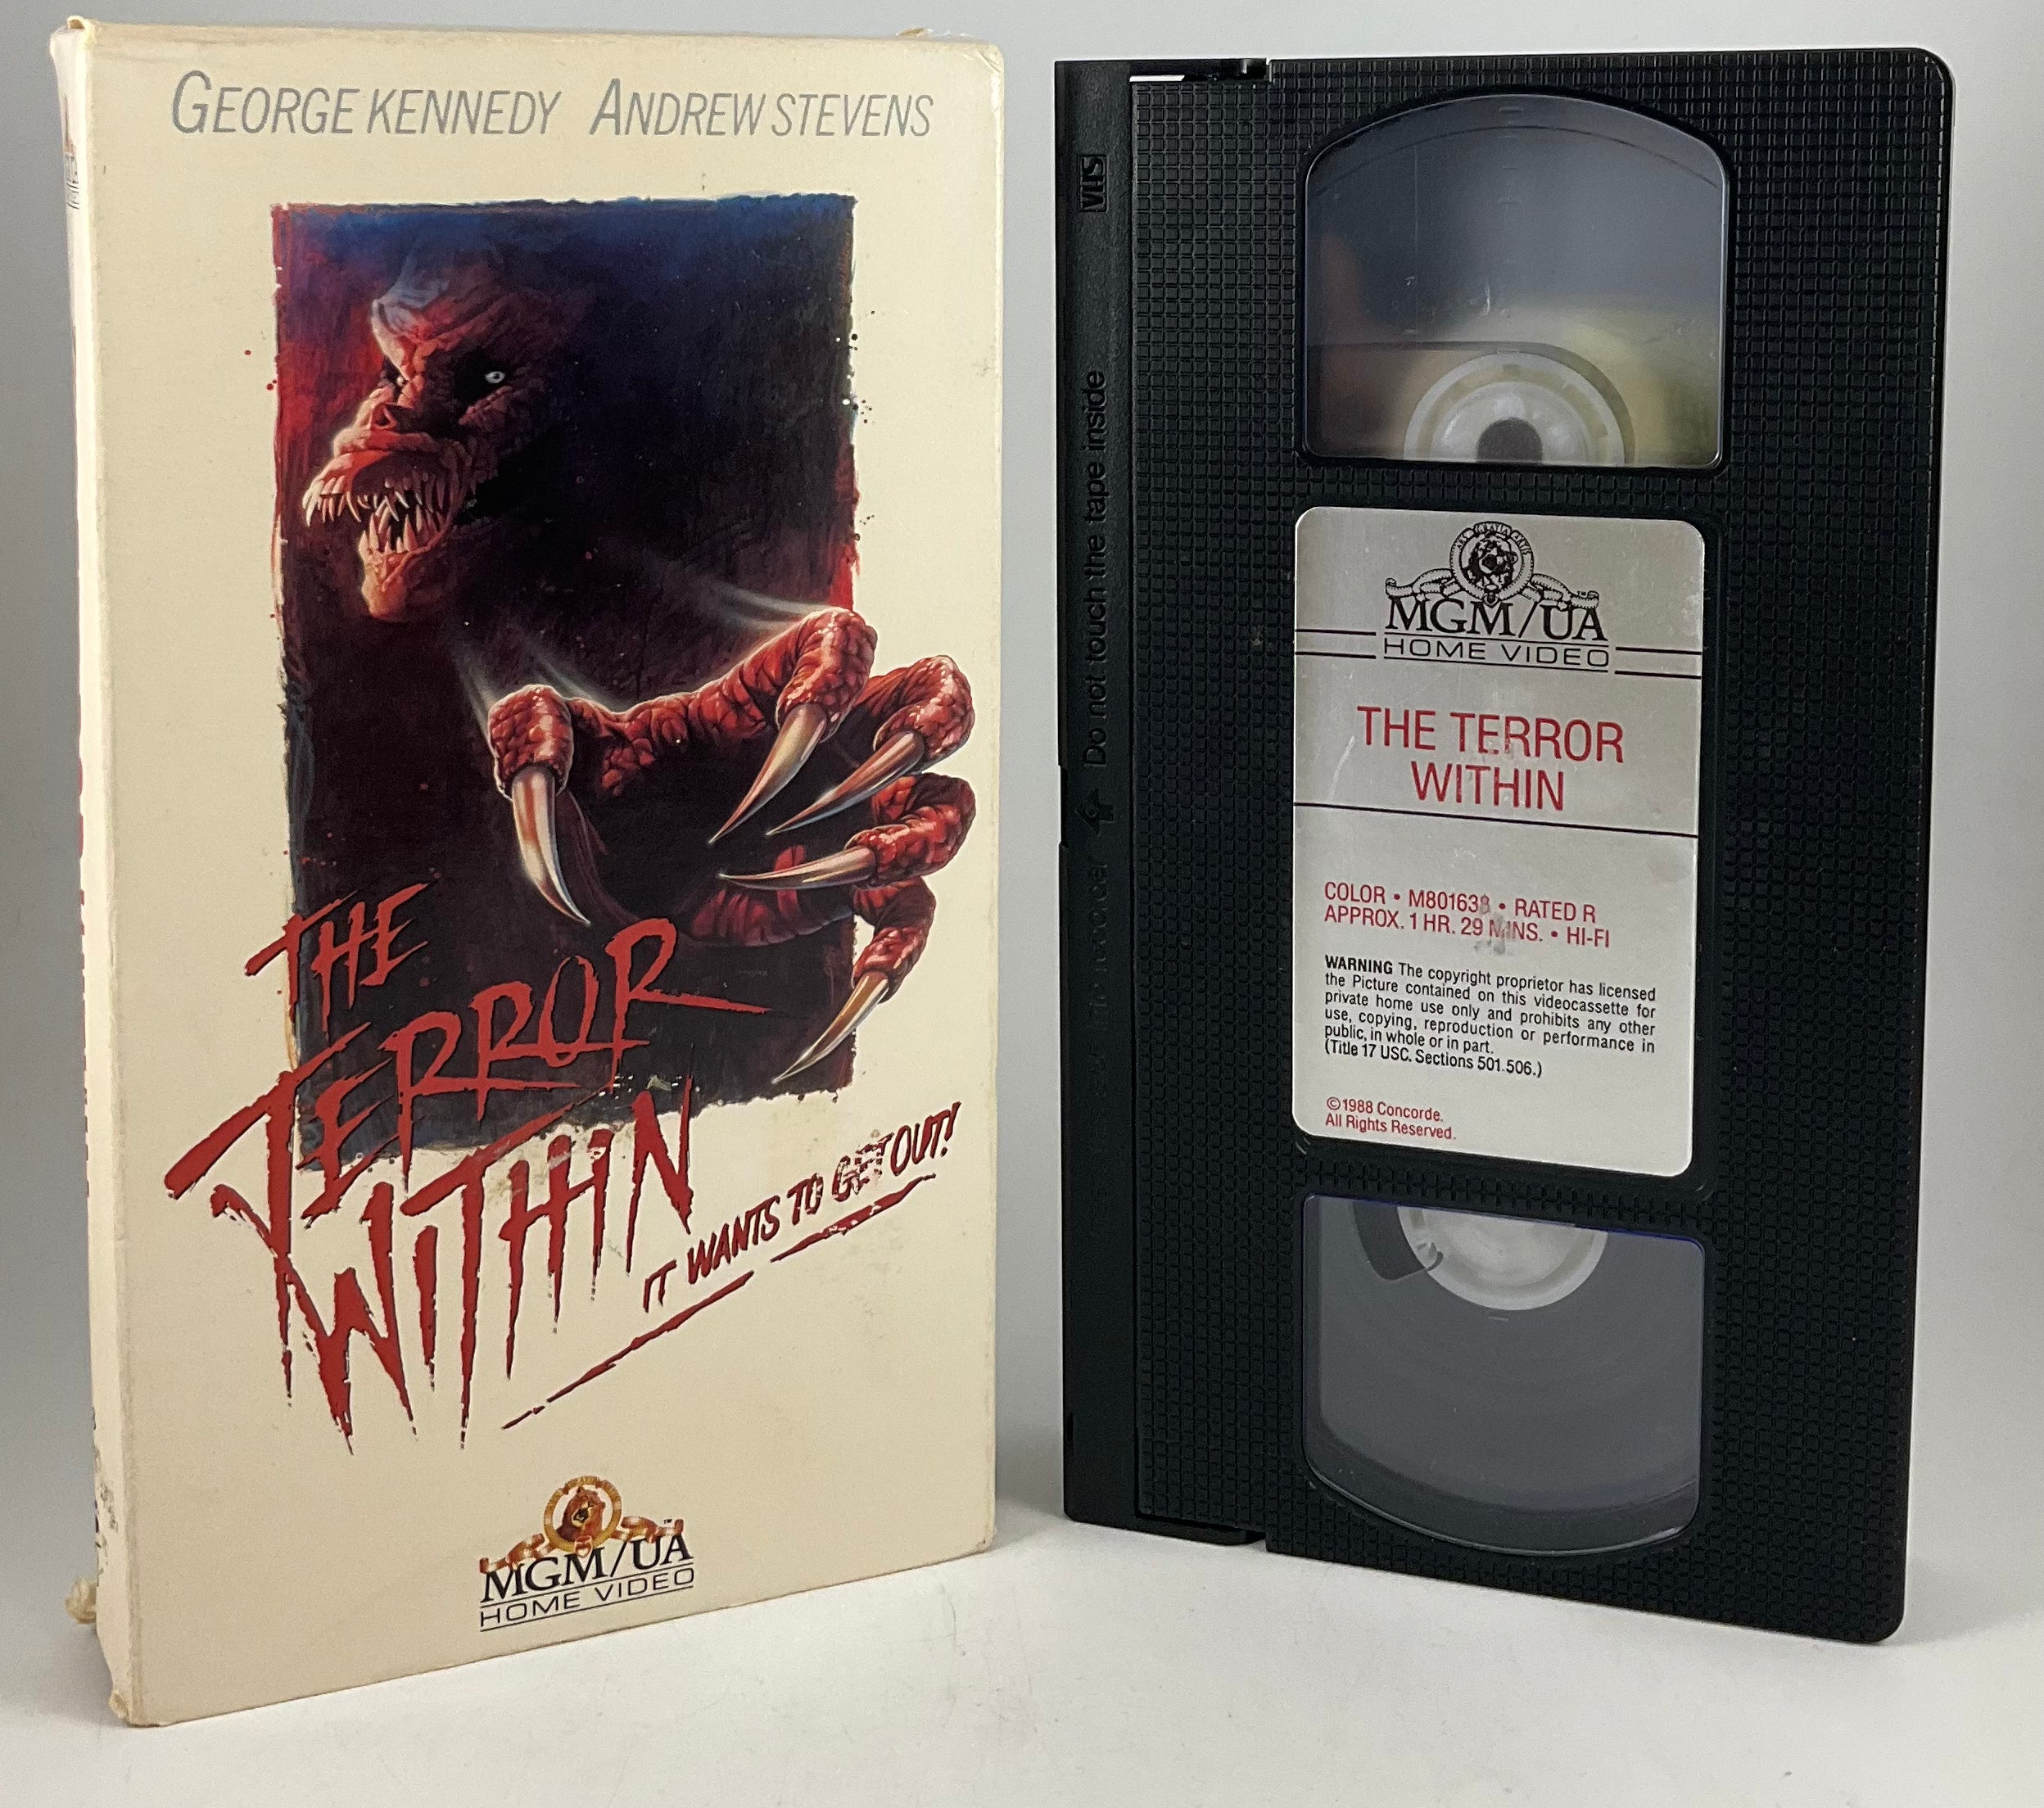 GEORGE KENNEDY ANDREW STEVENS
THE
TERROR
WITHIN
IT WANTS TO GET OUT!
MGM/UA
HOME VIDEO
VHS
Do not touch the tape inside
ARS GRATIA ARTIS
MGM/UA
HOME VIDEO
THE TERROR
WITHIN
COLOR • M801638 • RATED R
APPROX. 1 HR. 29 MINS. • HI-FI
WARNING The copyright proprietor has licensed
the Picture contained on this videocassette for
private home use only and prohibits any other
use, copying, reproduction or performance in
public, in whole or in part.
(Title 17 USC. Sections 501.506.)
©1988 Concorde.
All Rights Reserved.